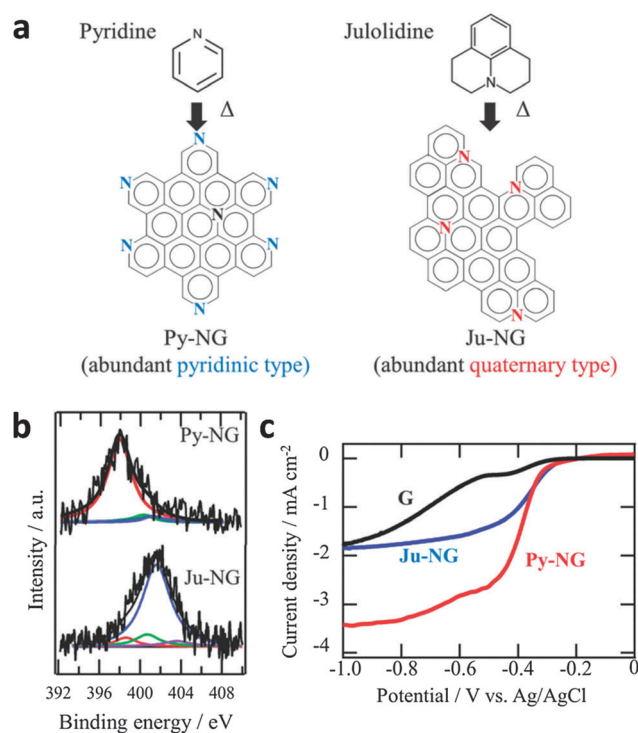 a
Pyridine
Julolidine
N
N
Δ
Δ
N
N
N
N
N
N
N
N
N
N
N
Py-NG
Ju-NG
(abundant pyridinic type)
(abundant quaternary type)
b
Py-NG
Ju-NG
Intensity / a.u.
392 396 400 404 408
Binding energy / eV
c
G
Ju-NG
Py-NG
Current density / mA cm-2
0
-1
-2
-3
-4
-1.0 -0.8 -0.6 -0.4 -0.2 0
Potential / V vs. Ag/AgCl